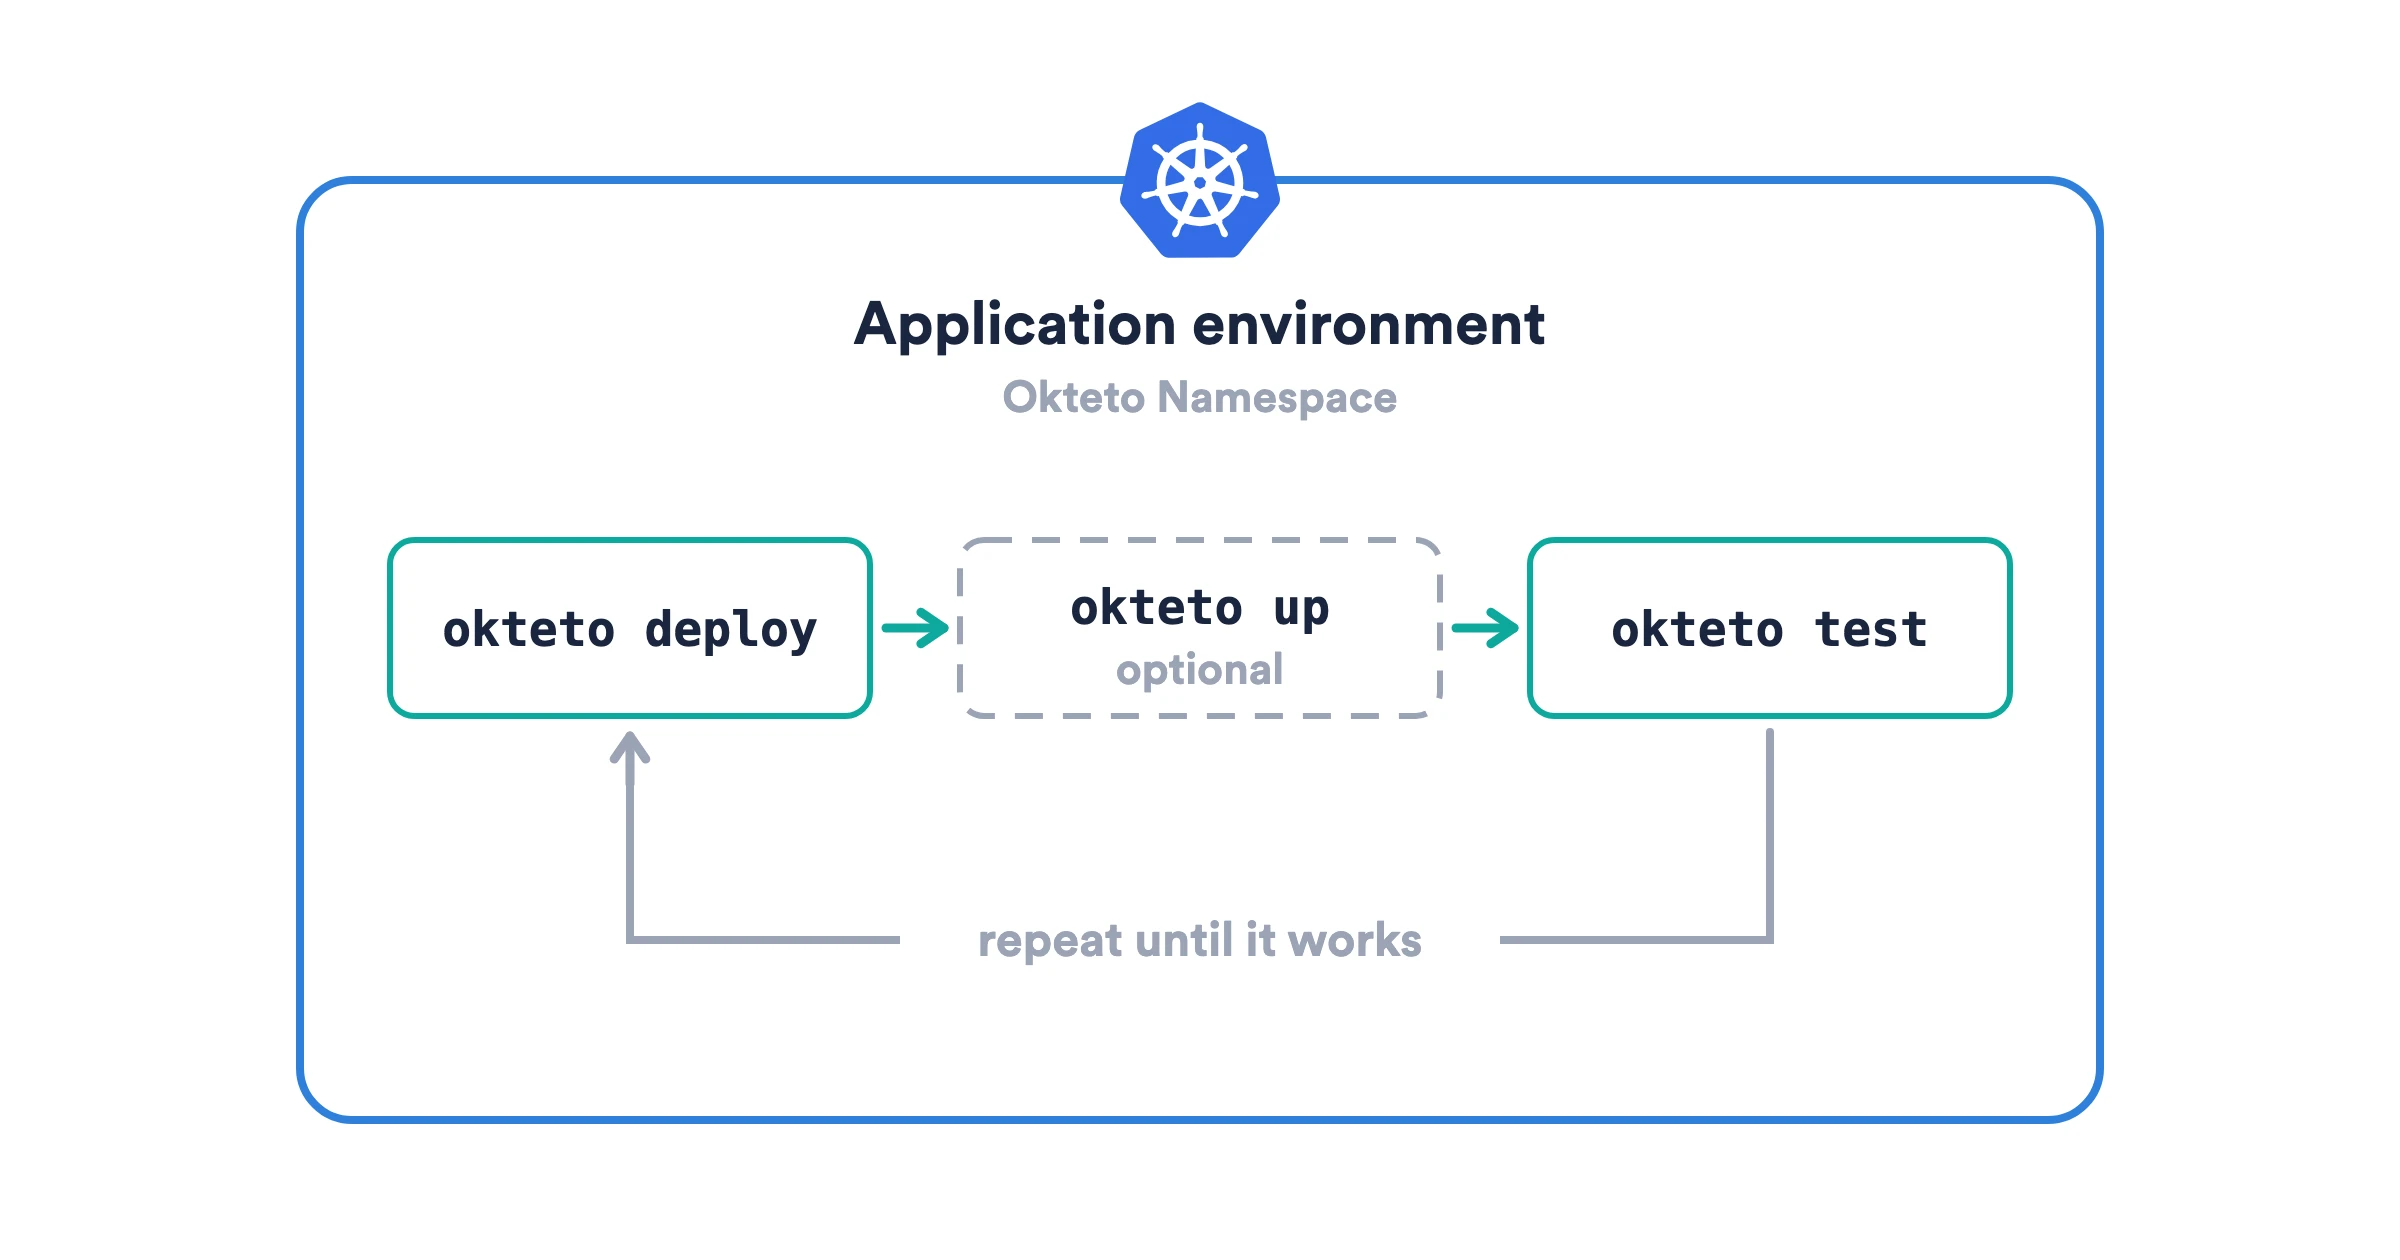 Application environment
Okteto Namespace
okteto deploy
okteto up
optional
okteto test
repeat until it works